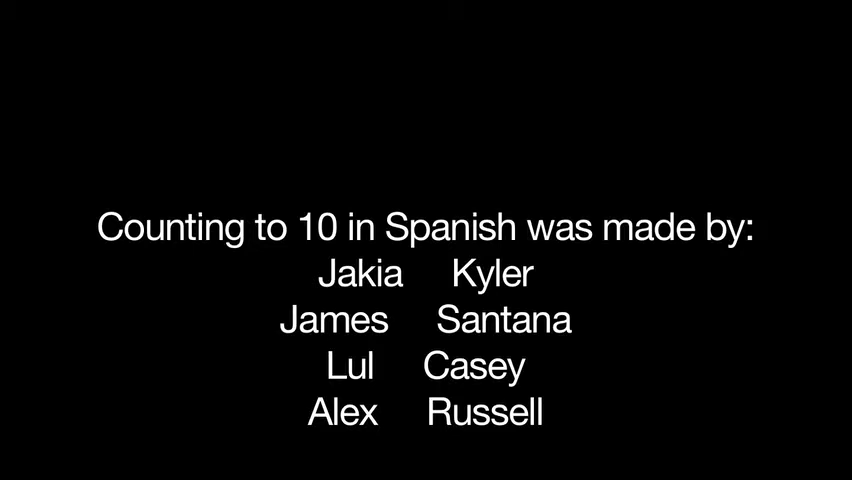 Counting to 10 in Spanish was made by:
Jakia Kyler
James Santana
Lul Casey
Alex Russell